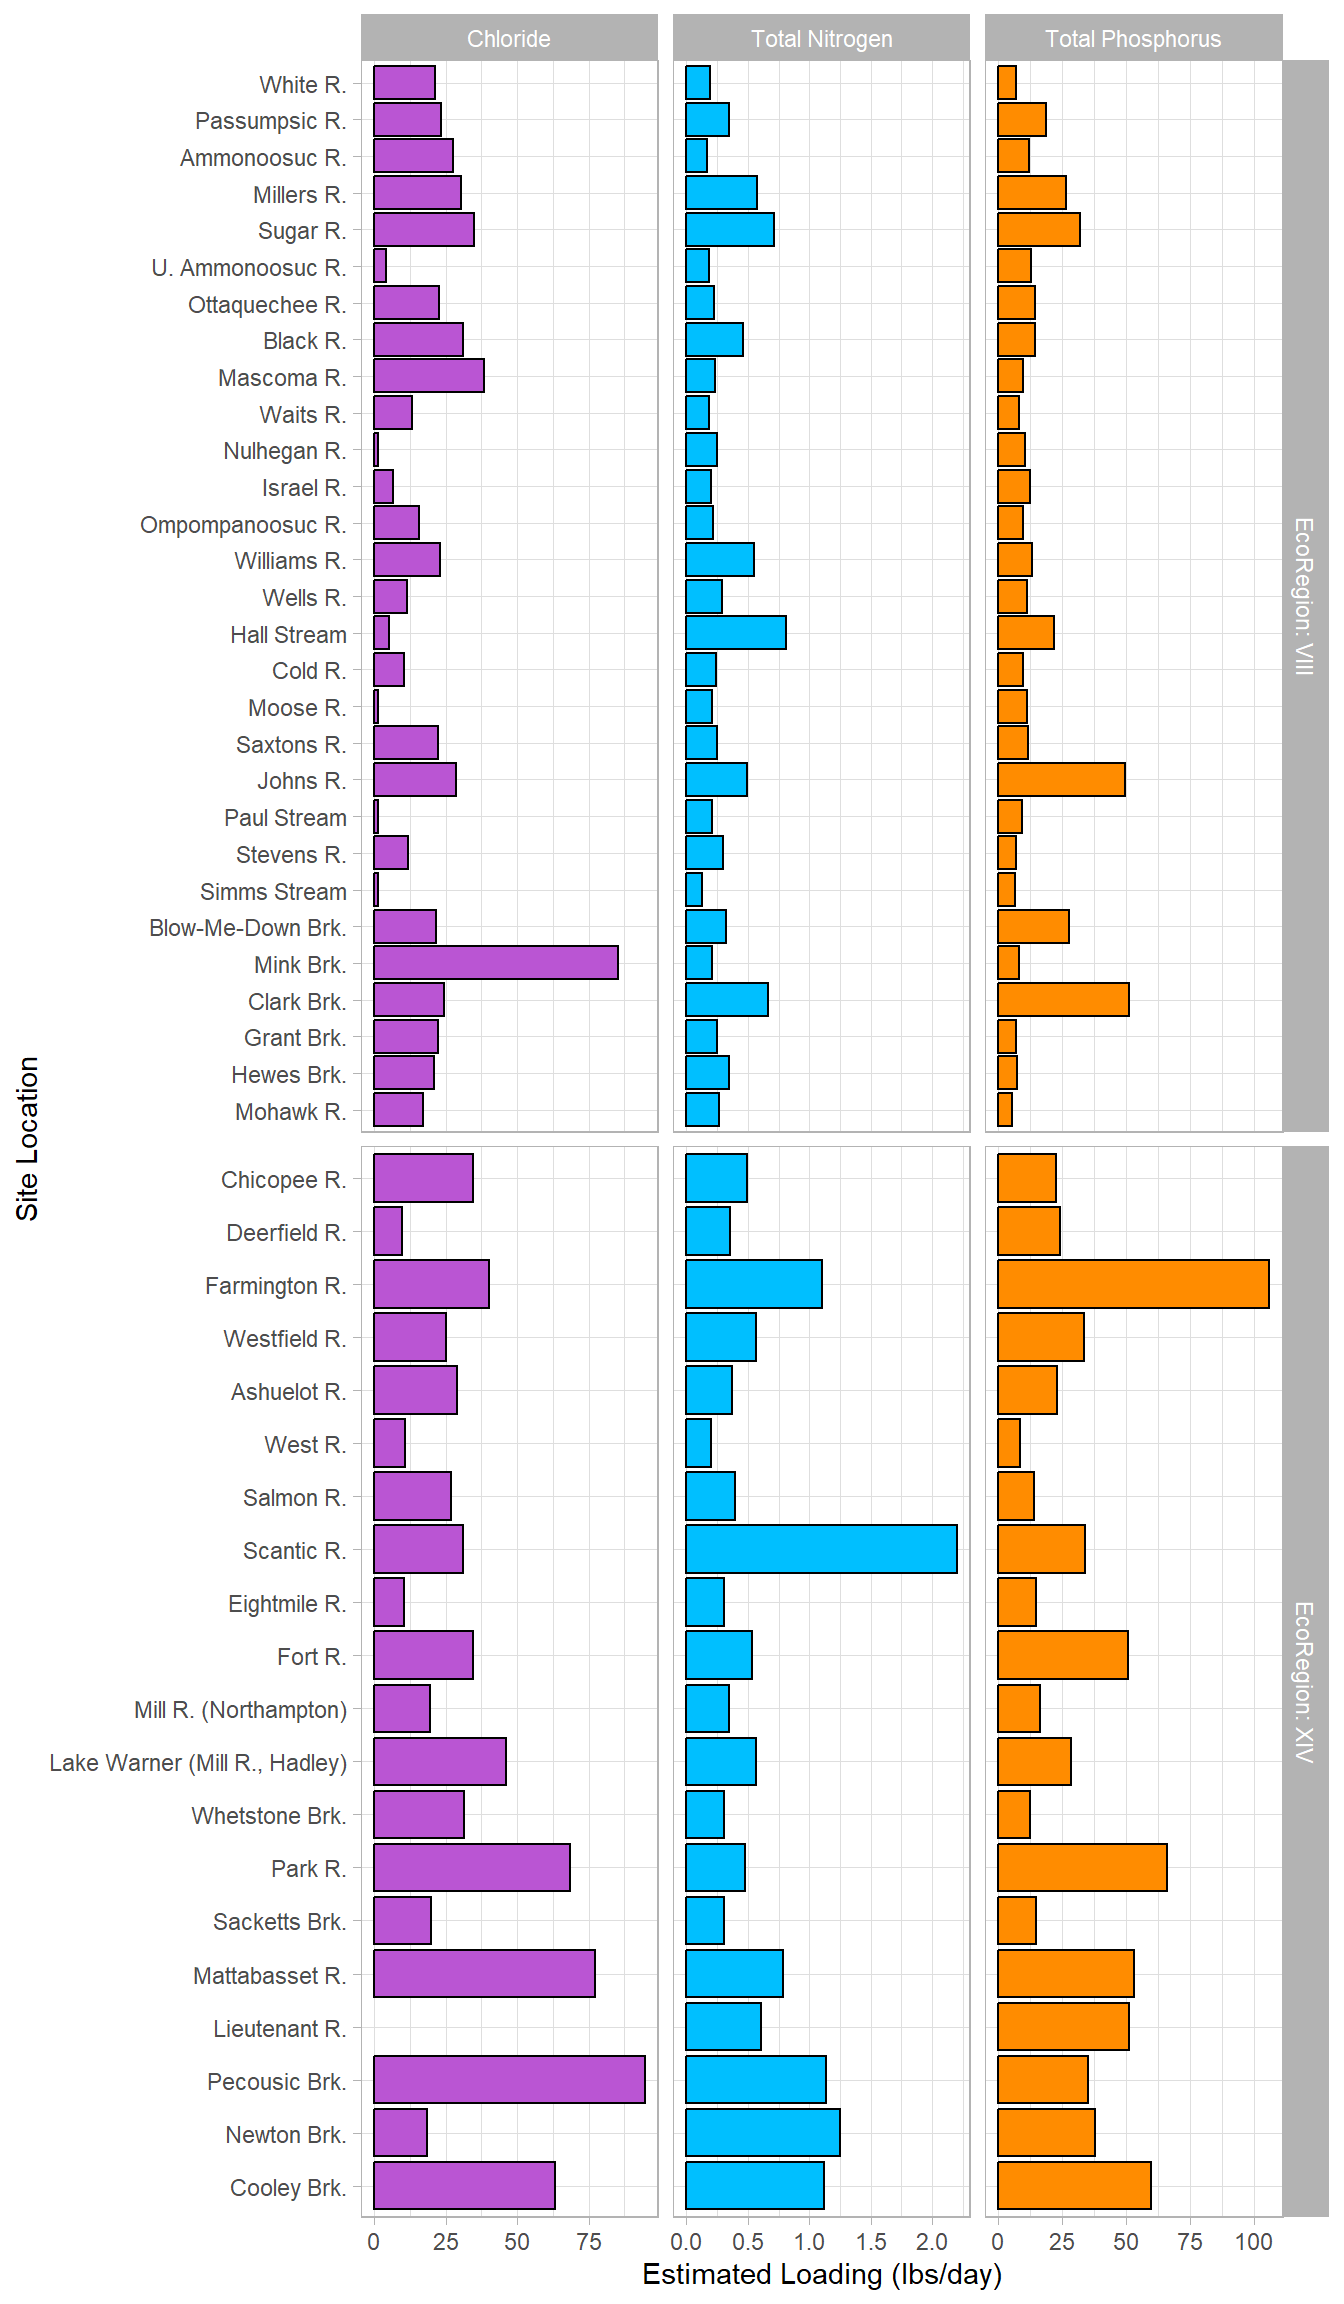 Chloride
Total Nitrogen
Total Phosphorus
White R.
Passumpsic R.
Ammonoosuc R.
Millers R.
Sugar R.
U. Ammonoosuc R.
Ottaquechee R.
Black R.
Mascoma R.
Waits R.
Nulhegan R.
Israel R.
Ompompanoosuc R.
Williams R.
Wells R.
Hall Stream
Cold R.
Moose R.
Saxtons R.
Johns R.
Paul Stream
Stevens R.
Simms Stream
Blow-Me-Down Brk.
Mink Brk.
Clark Brk.
Grant Brk.
Hewes Brk.
Mohawk R.
EcoRegion: VIII
Site Location
Chicopee R.
Deerfield R.
Farmington R.
Westfield R.
Ashuelot R.
West R.
Salmon R.
Scantic R.
Eightmile R.
Fort R.
Mill R. (Northampton)
Lake Warner (Mill R., Hadley)
Whetstone Brk.
Park R.
Sacketts Brk.
Mattabasset R.
Lieutenant R.
Pecousic Brk.
Newton Brk.
Cooley Brk.
EcoRegion: XIV
0 25 50 75
0.0 0.5 1.0 1.5 2.0
0 25 50 75 100
Estimated Loading (lbs/day)